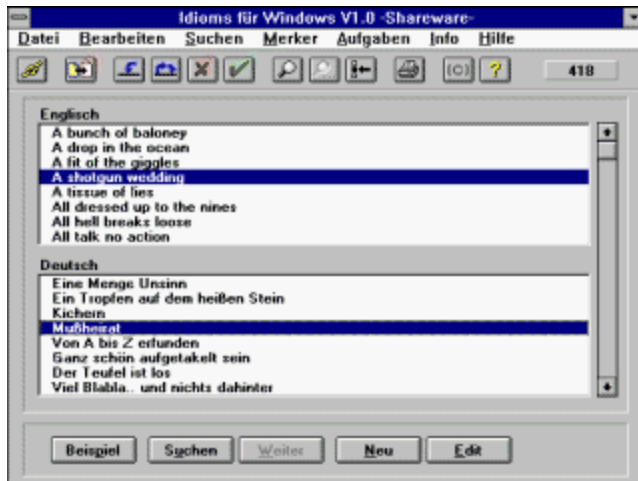 Idioms für Windows V1.0 -Shareware-
Datei Bearbeiten Suchen Merker Aufgaben Info Hilfe
(C) ? 418
Englisch
A bunch of baloney
A drop in the ocean
A fit of the giggles
A shotgun wedding
A tissue of lies
All dressed up to the nines
All hell breaks loose
All talk no action
Deutsch
Eine Menge Unsinn
Ein Tropfen auf dem heißen Stein
Kichern
Mußheirat
Von A bis Z erfunden
Ganz schön aufgetakelt sein
Der Teufel ist los
Viel Blabla.. und nichts dahinter
Beispiel Suchen Weiter Neu Edit